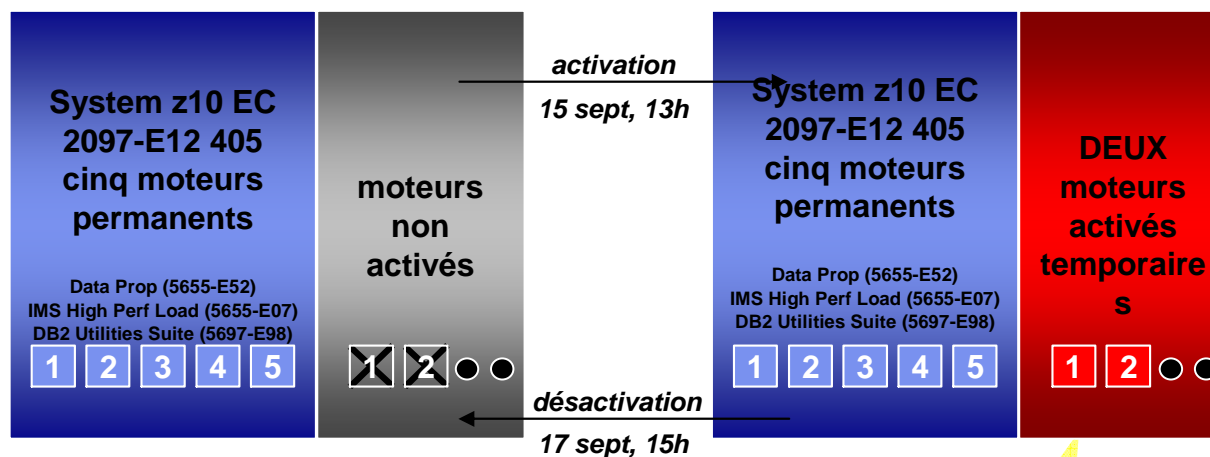 System z10 EC
2097-E12 405
cinq moteurs
permanents
Data Prop (5655-E52)
IMS High Perf Load (5655-E07)
DB2 Utilities Suite (5697-E98)
1 2 3 4 5
moteurs
non
activés
1 2
activation
15 sept, 13h
désactivation
17 sept, 15h
System z10 EC
2097-E12 405
cinq moteurs
permanents
Data Prop (5655-E52)
IMS High Perf Load (5655-E07)
DB2 Utilities Suite (5697-E98)
1 2 3 4 5
DEUX
moteurs
activés
temporaire
s
1 2